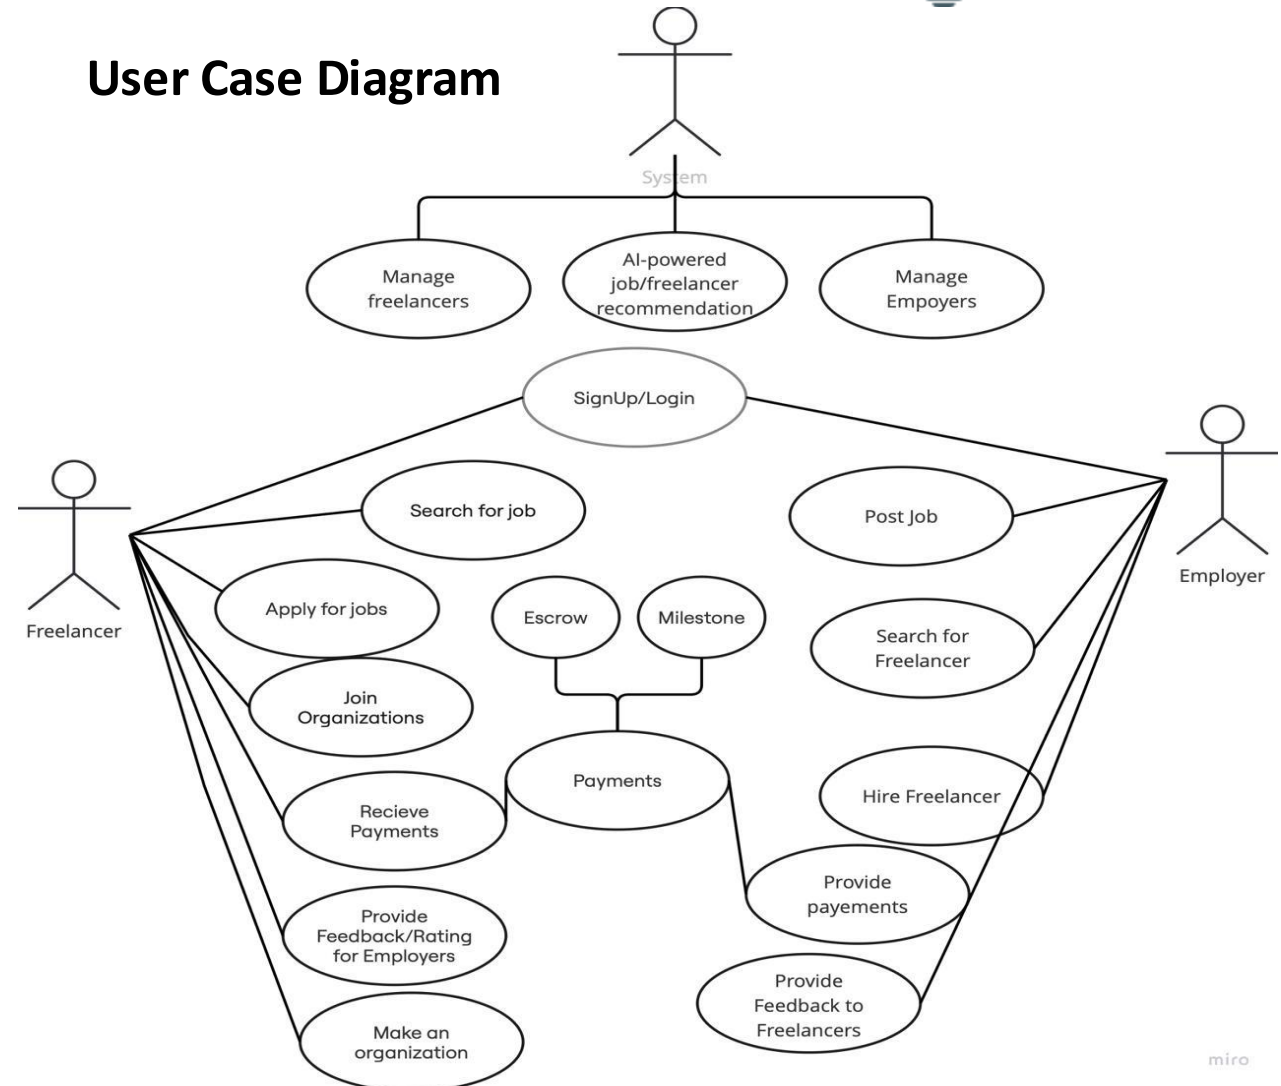 User Case Diagram
System
Manage
freelancers
AI-powered
job/freelancer
recommendation
Manage
Empoyers
SignUp/Login
Search for job
Post Job
Employer
Freelancer
Apply for jobs
Escrow
Milestone
Search for
Freelancer
Join
Organizations
Payments
Hire Freelancer
Recieve
Payments
Provide
payements
Provide
Feedback/Rating
for Employers
Provide
Feedback to
Freelancers
Make an
organization
miro